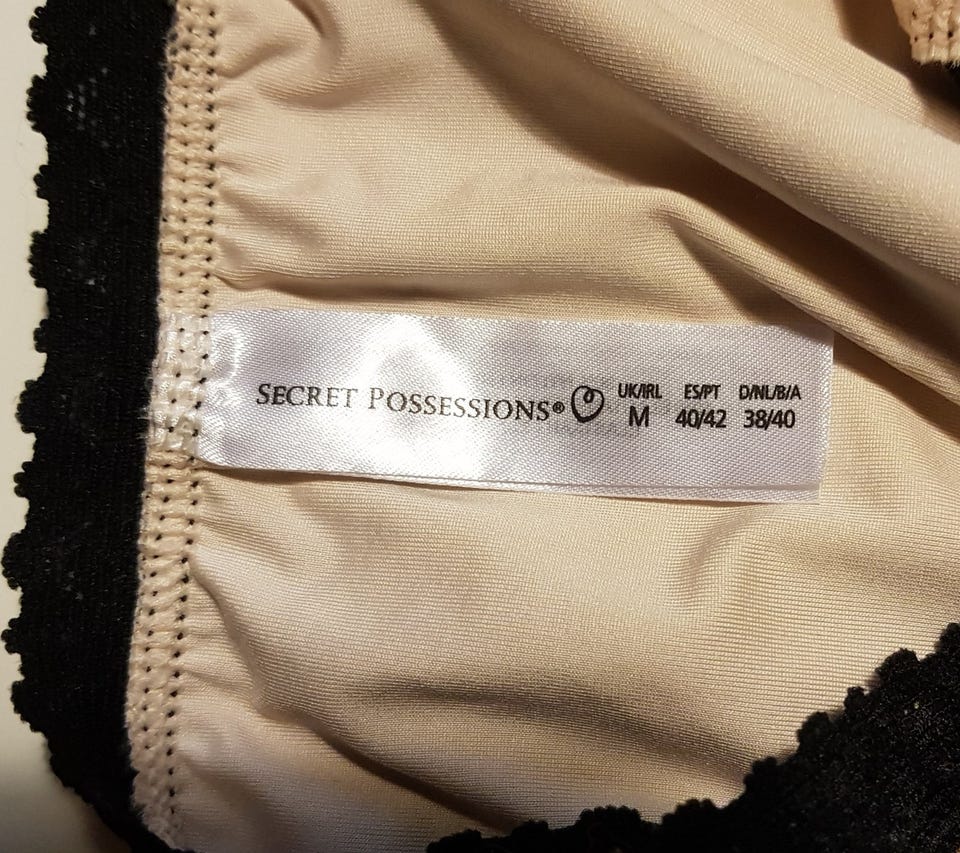 SECRET POSSESSIONS®
UK/IRL ES/PT D/NL/B/A
M 40/42 38/40